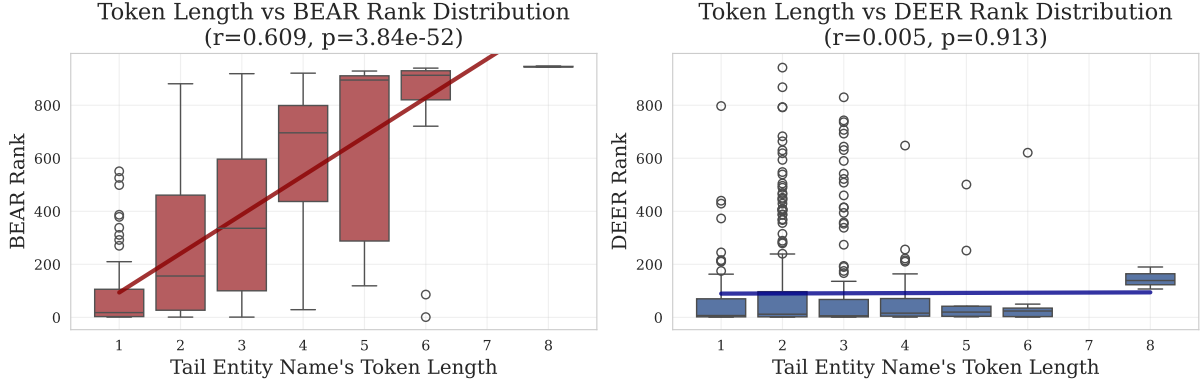 Token Length vs BEAR Rank Distribution
(r=0.609, p=3.84e-52)
BEAR Rank
800
600
400
200
0
1 2 3 4 5 6 7 8
Tail Entity Name's Token Length
Token Length vs DEER Rank Distribution
(r=0.005, p=0.913)
DEER Rank
800
600
400
200
0
1 2 3 4 5 6 7 8
Tail Entity Name's Token Length